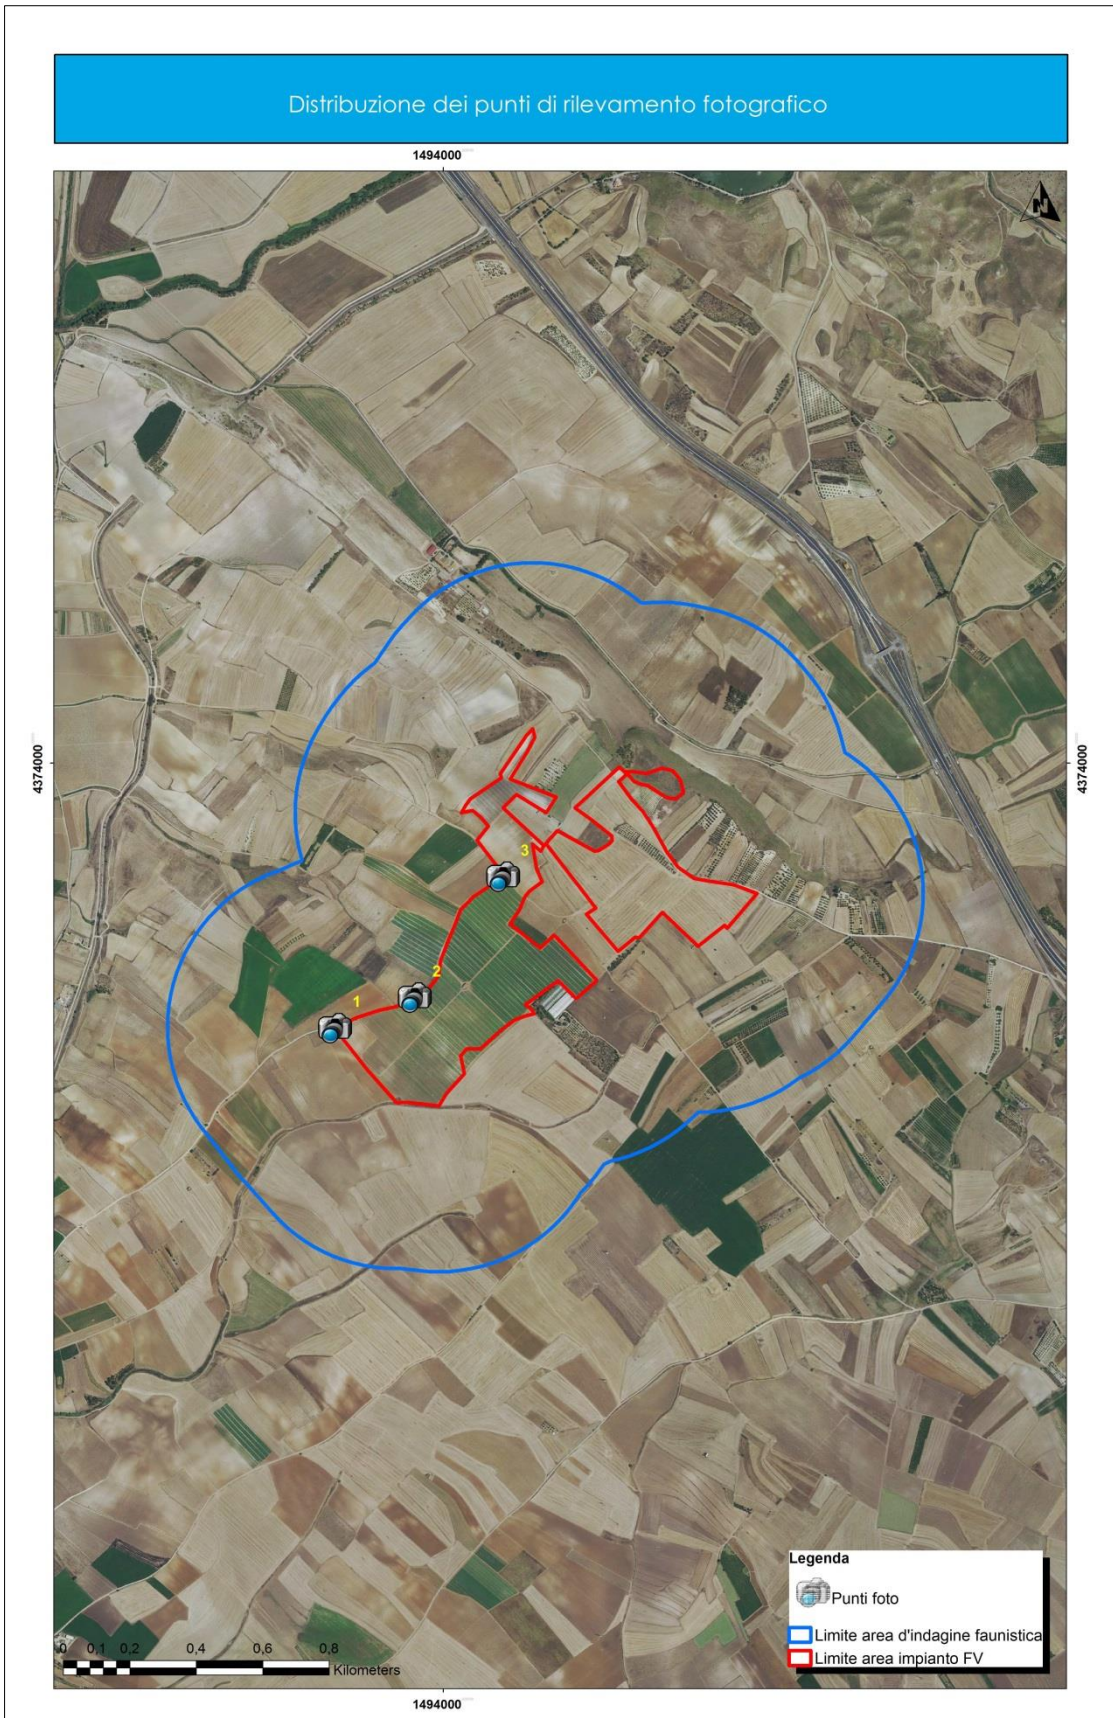 Distribuzione dei punti di rilevamento fotografico
1494000
N
4374000
4374000
3
2
1
Legenda
Punti foto
Limite area d'indagine faunistica
Limite area impianto FV
0 0,1 0,2 0,4 0,6 0,8
Kilometers
1494000